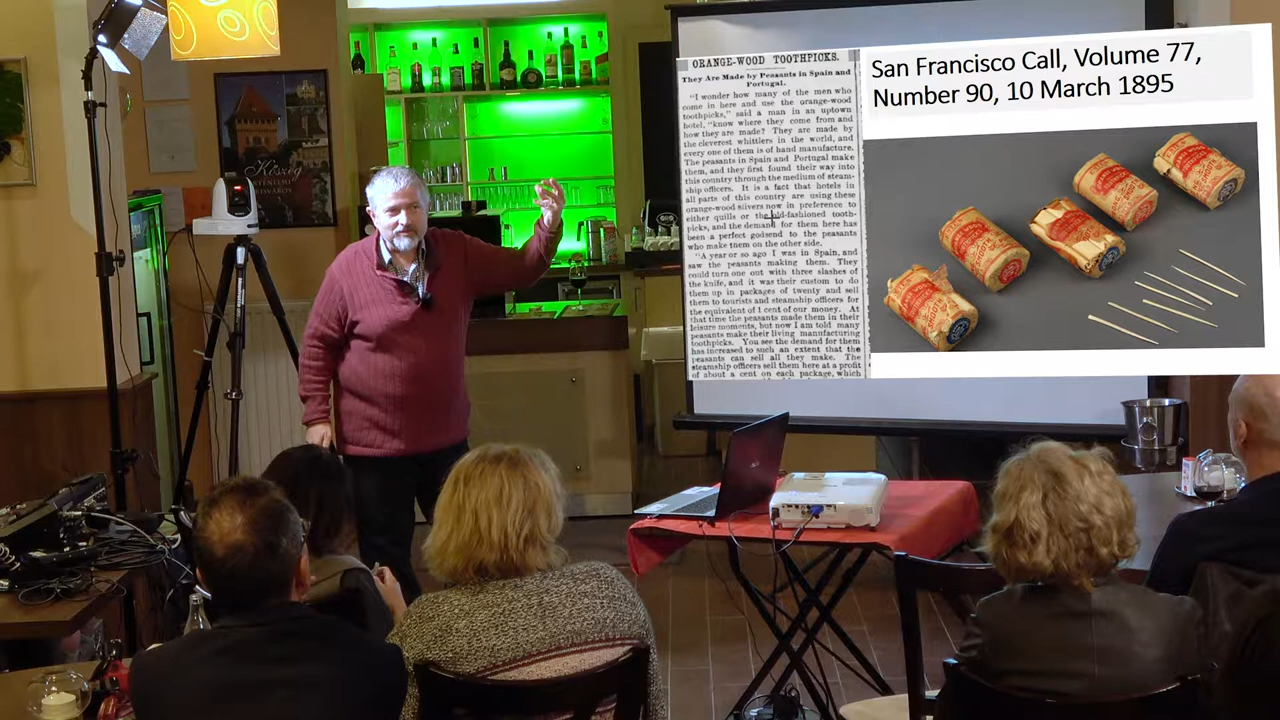 ORANGE-WOOD TOOTHPICKS.
They Are Made by Peasants in Spain and
Portugal.
"I wonder how many of the men who
come in here and use the orange-wood
toothpicks," said a man in an uptown
hotel, "know where they come from and
how they are made? They are made by
the cleverest whittlers in the world, and
every one of them is of hand manufacture.
The peasants in Spain and Portugal make
them, and they first found their way into
this country through the medium of steam-
ship officers. It is a fact that hotels in
all parts of this country are using these
orange-wood slivers now in preference to
either quills or the old-fashioned tooth-
picks, and the demand for them here has
been a perfect godsend to the peasants
who make them on the other side.
"A year or so ago I was in Spain, and
saw the peasants making them. They
could turn one out with three slashes of
the knife, and it was their custom to do
them up in packages of twenty and sell
them to tourists and steamship officers for
the equivalent of 1 cent of our money. At
that time the peasants made them in their
leisure moments, but now I am told many
peasants make their living manufacturing
toothpicks. You see the demand for them
has increased to such an extent that the
peasants can sell all they make. The
steamship officers sell them here at a profit
of about a cent on each package, which
San Francisco Call, Volume 77,
Number 90, 10 March 1895
Kőszeg